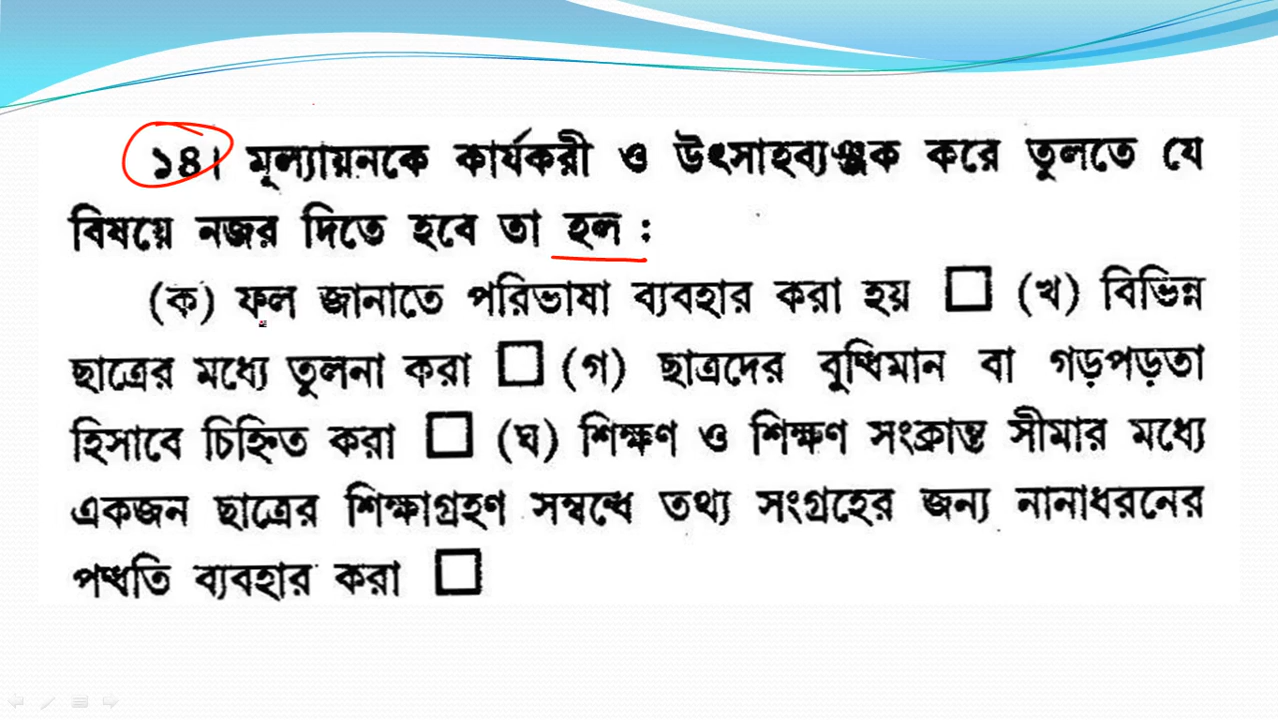 ১৪। মূল্যায়নকে কার্যকরী ও উৎসাহব্যঞ্জক করে তুলতে যে
বিষয়ে নজর দিতে হবে তা হল :
(ক) ফল জানাতে পরিভাষা ব্যবহার করা হয় □ (খ) বিভিন্ন
ছাত্রের মধ্যে তুলনা করা □ (গ) ছাত্রদের বুদ্ধিমান বা গড়পড়তা
হিসাবে চিহ্নিত করা □ (ঘ) শিক্ষণ ও শিক্ষণ সংক্রান্ত সীমার মধ্যে
একজন ছাত্রের শিক্ষাগ্রহণ সম্বন্ধে তথ্য সংগ্রহের জন্য নানাধরনের
পদ্ধতি ব্যবহার করা □